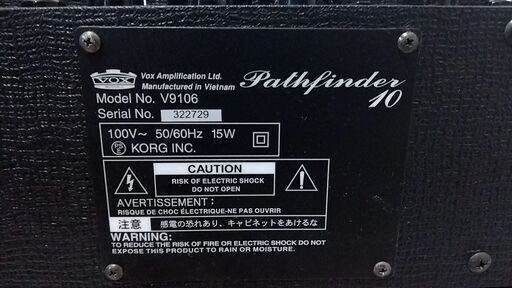 VOX
Vox Amplification Ltd.
Manufactured in Vietnam
Pathfinder
10
Model No. V9106
Serial No. 322729
100V~ 50/60Hz 15W
KORG INC.
CAUTION
RISK OF ELECTRIC SHOCK
DO NOT OPEN
AVERTISSEMENT:
RISQUE DE CHOC ÉLECTRIQUE-NE PAS OUVRIR
注意 感電の恐れあり、キャビネットをあけるな
WARNING:
TO REDUCE THE RISK OF FIRE OR ELECTRIC SHOCK DO NOT
EXPOSE THIS PRODUCT TO RAIN OR MOISTURE.